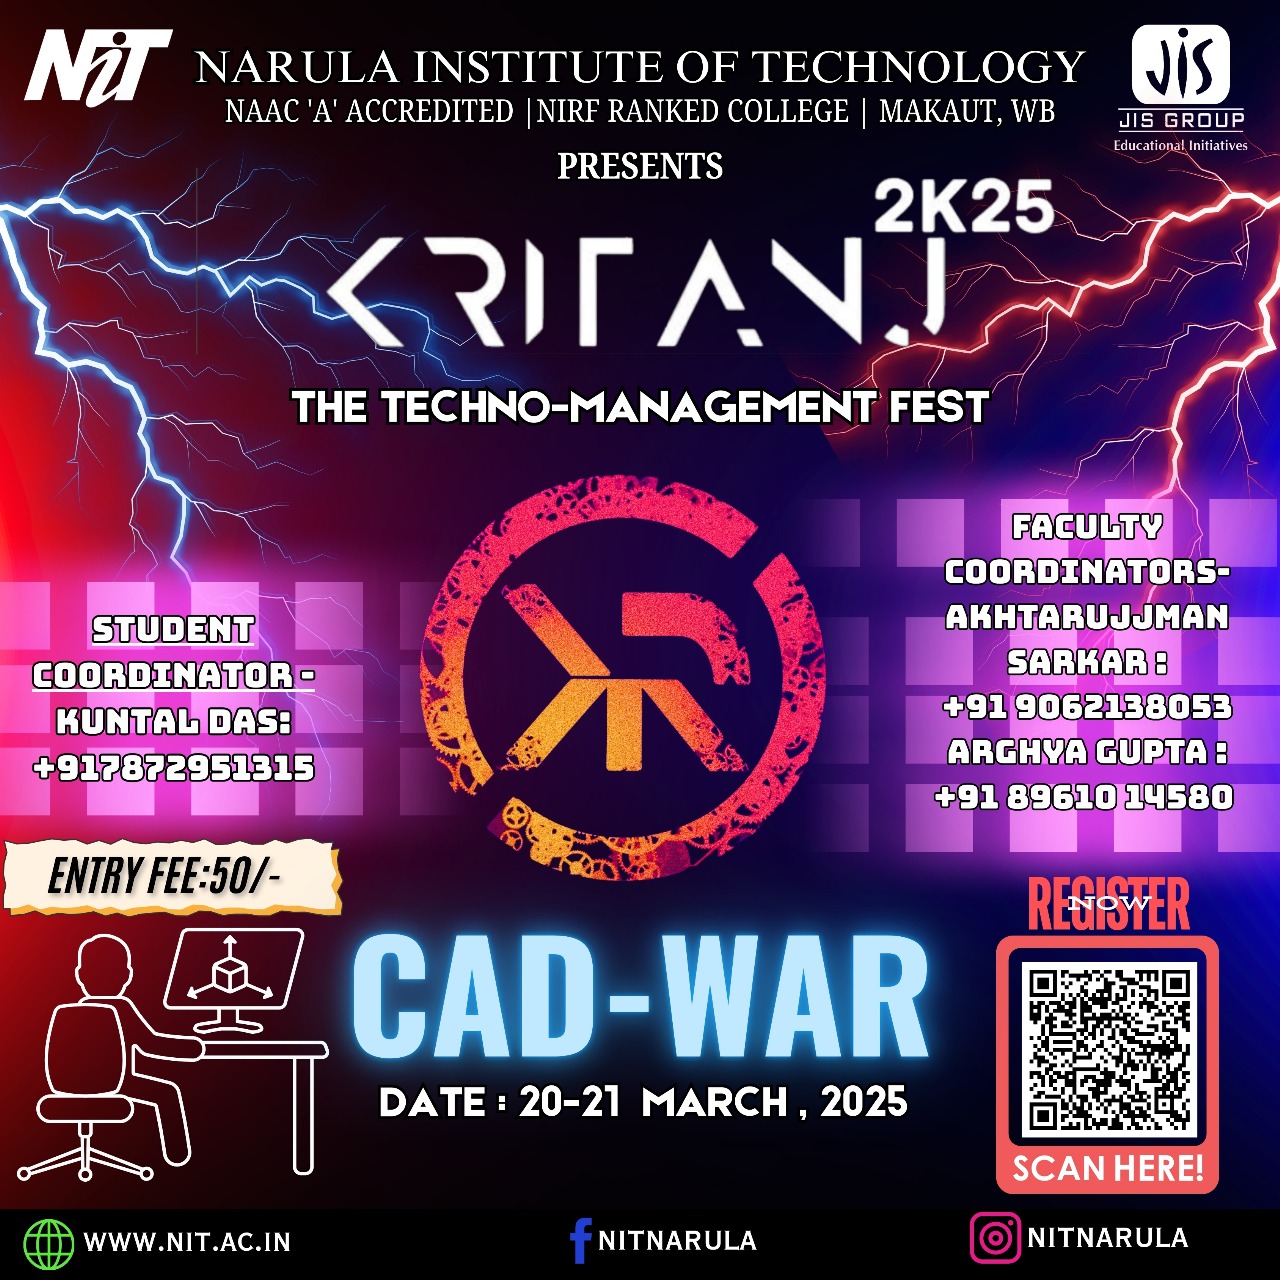 NiT
NARULA INSTITUTE OF TECHNOLOGY
NAAC 'A' ACCREDITED |NIRF RANKED COLLEGE | MAKAUT, WB
JIS
JIS GROUP
Educational Initiatives
PRESENTS
2K25
KRITANJ
THE TECHNO-MANAGEMENT FEST
STUDENT
COORDINATOR -
KUNTAL DAS:
+917872951315
FACULTY
COORDINATORS-
AKHTARUJJMAN
SARKAR :
+91 9062138053
ARGHYA GUPTA :
+91 89610 14580
ENTRY FEE:50/-
CAD-WAR
DATE : 20-21 MARCH , 2025
REGISTER
NOW
SCAN HERE!
WWW.NIT.AC.IN
NITNARULA
NITNARULA